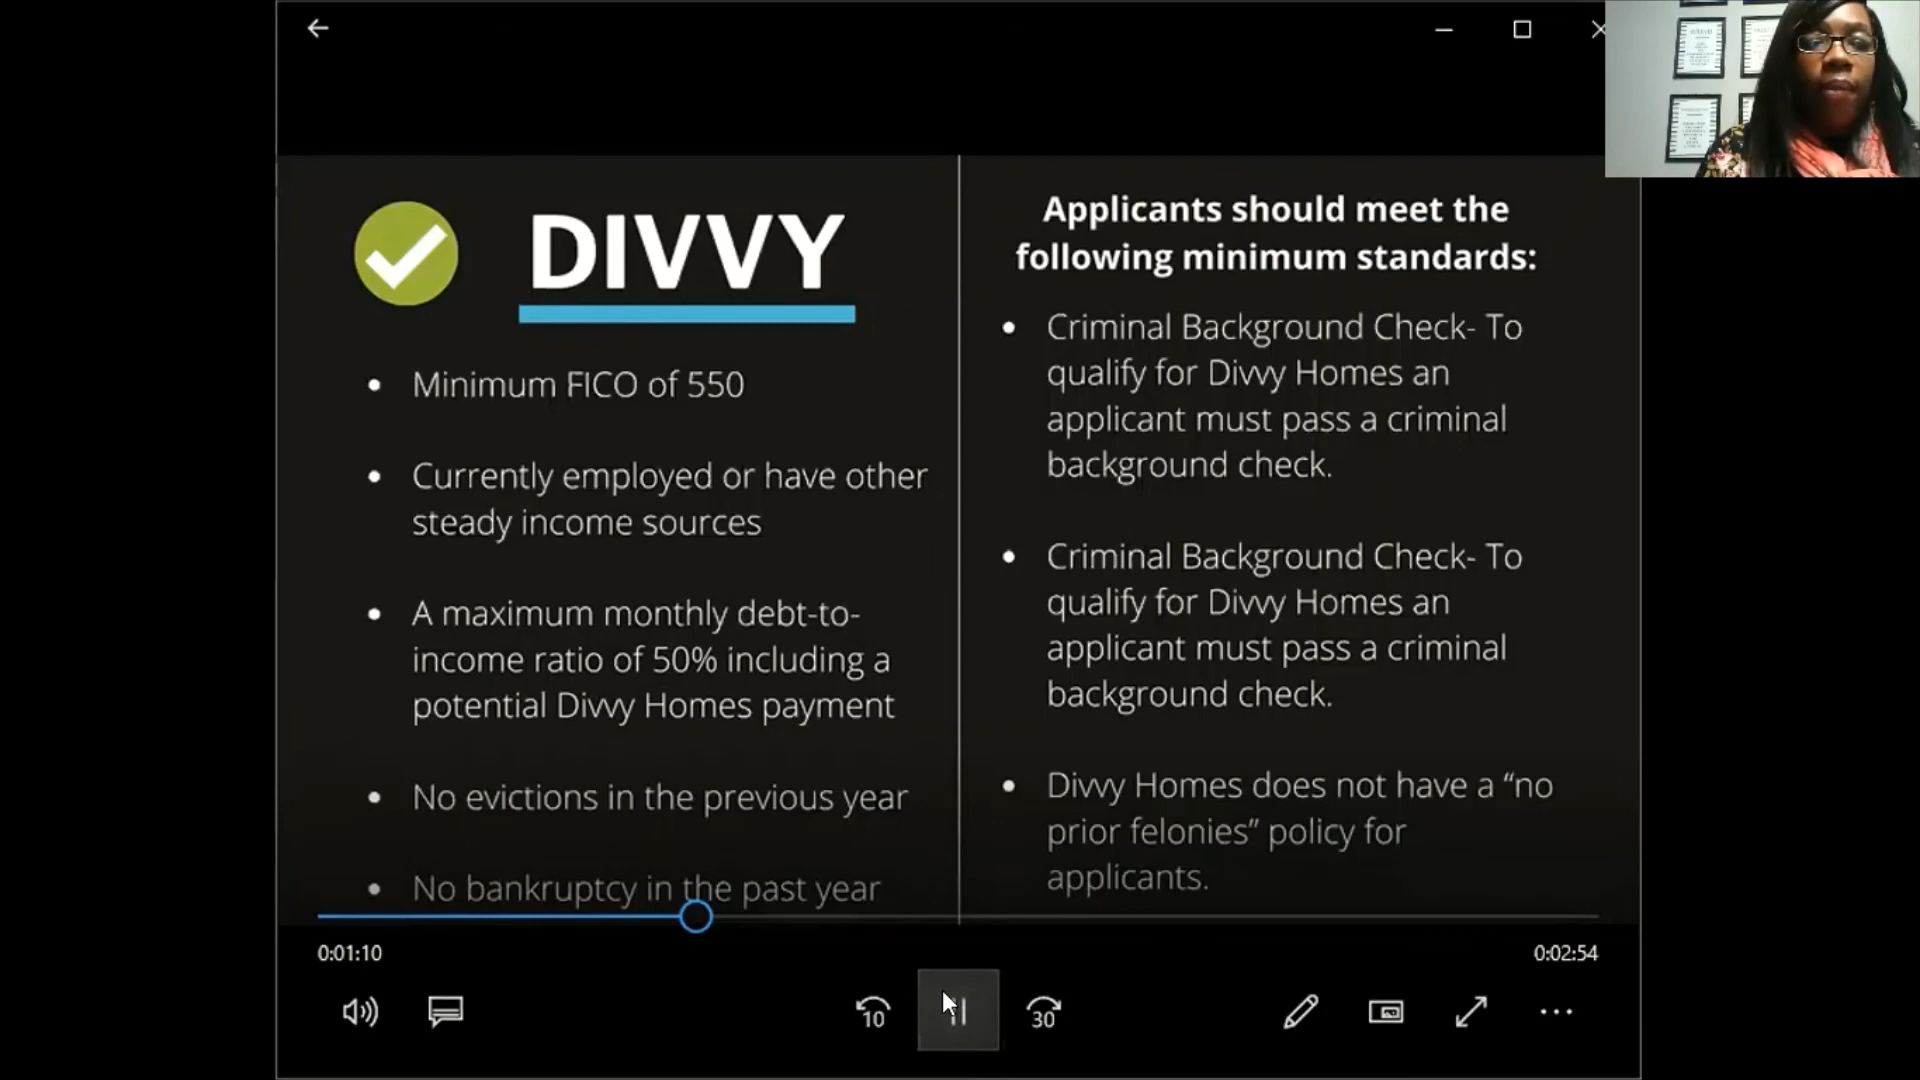 DIVVY
• Minimum FICO of 550
• Currently employed or have other
steady income sources
• A maximum monthly debt-to-
income ratio of 50% including a
potential Divvy Homes payment
• No evictions in the previous year
• No bankruptcy in the past year
Applicants should meet the
following minimum standards:
• Criminal Background Check- To
qualify for Divvy Homes an
applicant must pass a criminal
background check.
• Criminal Background Check- To
qualify for Divvy Homes an
applicant must pass a criminal
background check.
• Divvy Homes does not have a “no
prior felonies” policy for
applicants.
0:01:10
0:02:54
10
30